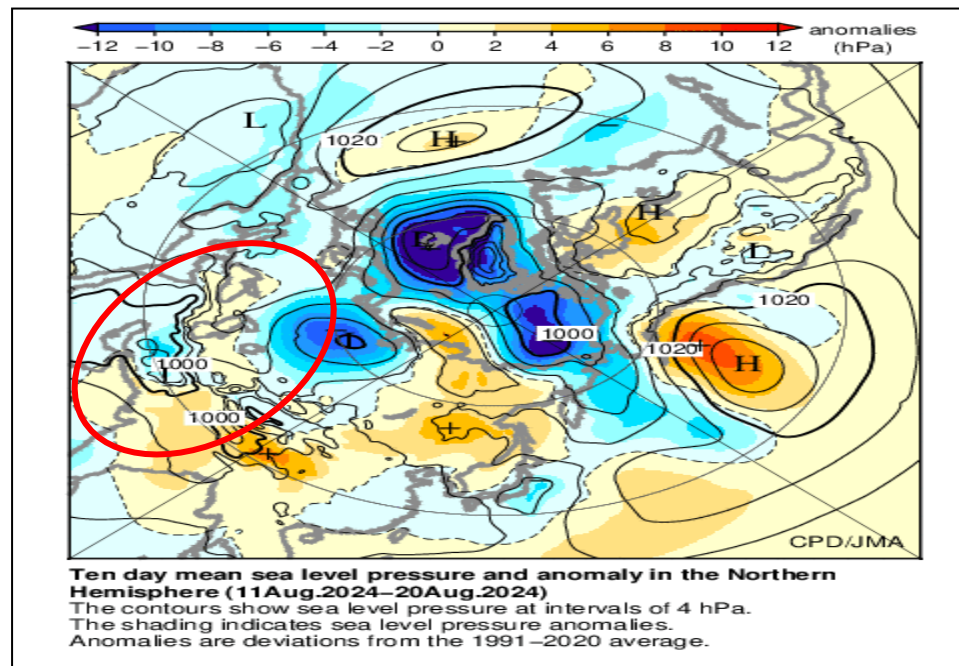 −12 −10 −8 −6 −4 −2 0 2 4 6 8 10 12 anomalies
(hPa)
L
1020 H
H
L
L
1020
1000
1000
1020 H
L
1000
CPD/JMA
Ten day mean sea level pressure and anomaly in the Northern
Hemisphere (11Aug.2024−20Aug.2024)
The contours show sea level pressure at intervals of 4 hPa.
The shading indicates sea level pressure anomalies.
Anomalies are deviations from the 1991−2020 average.